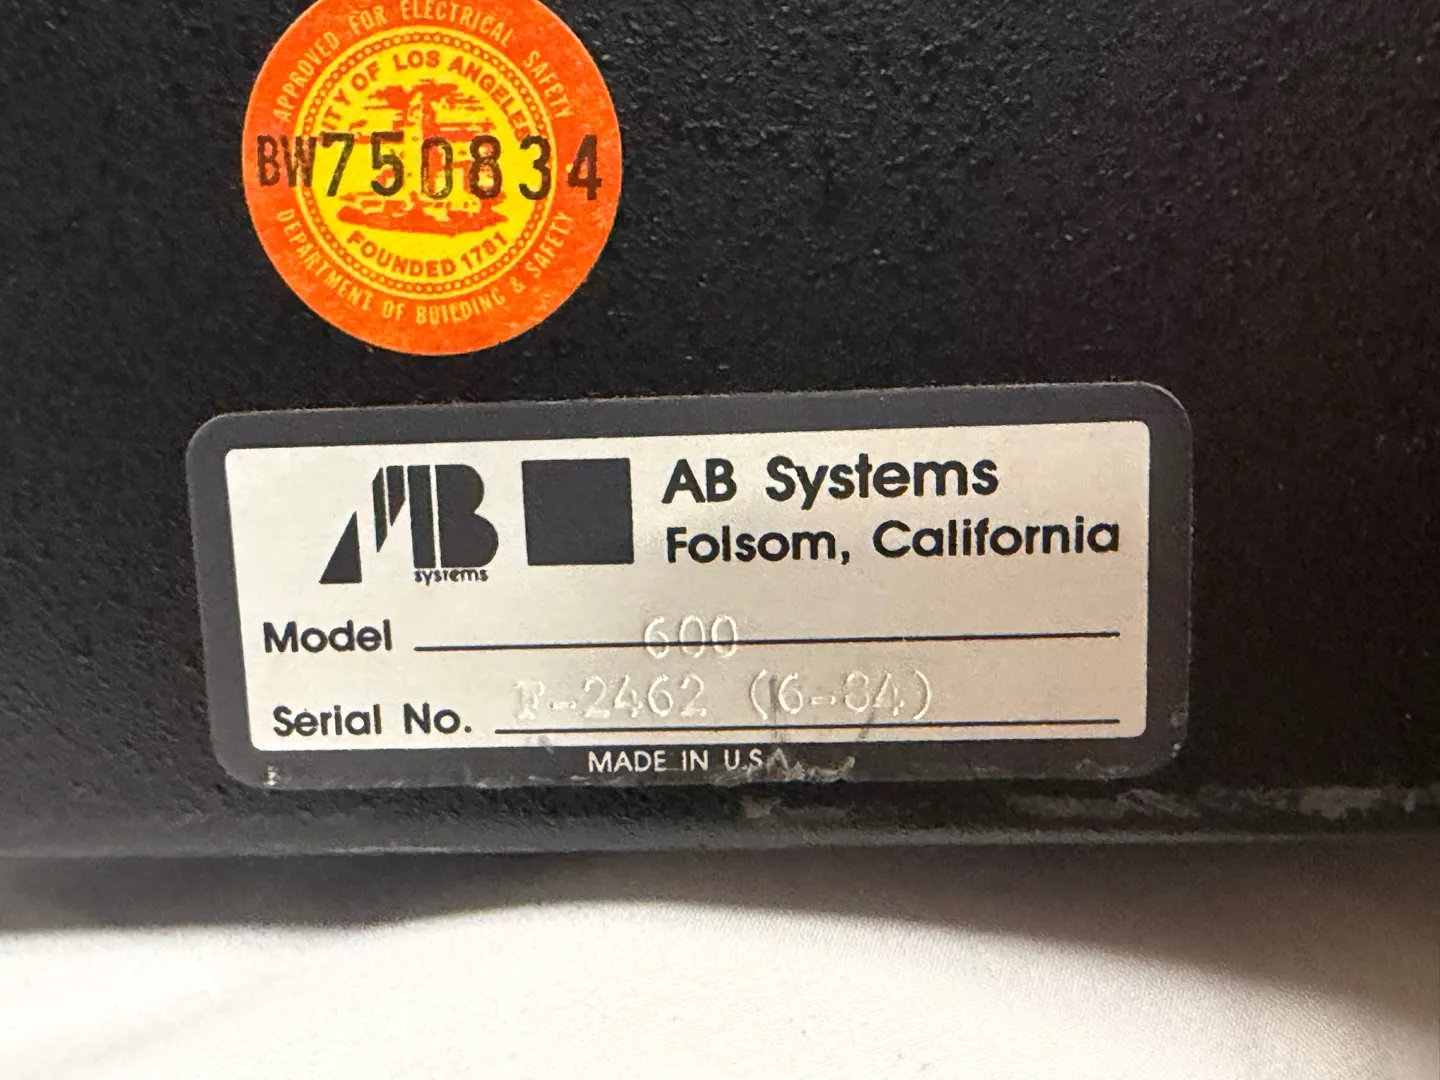 APPROVED FOR ELECTRICAL SAFETY
CITY OF LOS ANGELES
BW750834
FOUNDED 1781
DEPARTMENT OF BUILDING & SAFETY
AB systems
AB Systems
Folsom, California
Model 600
Serial No. F-2462 (6-84)
MADE IN U.S.A.